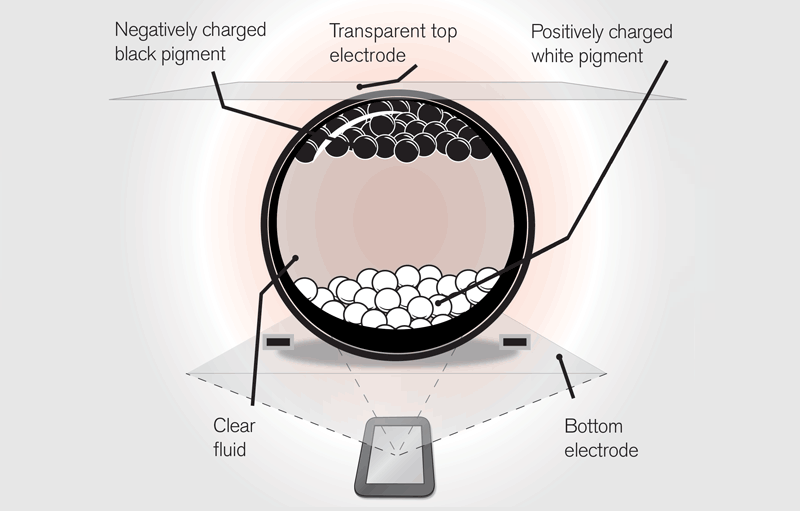 Negatively charged
black pigment
Transparent top
electrode
Positively charged
white pigment
Clear
fluid
Bottom
electrode